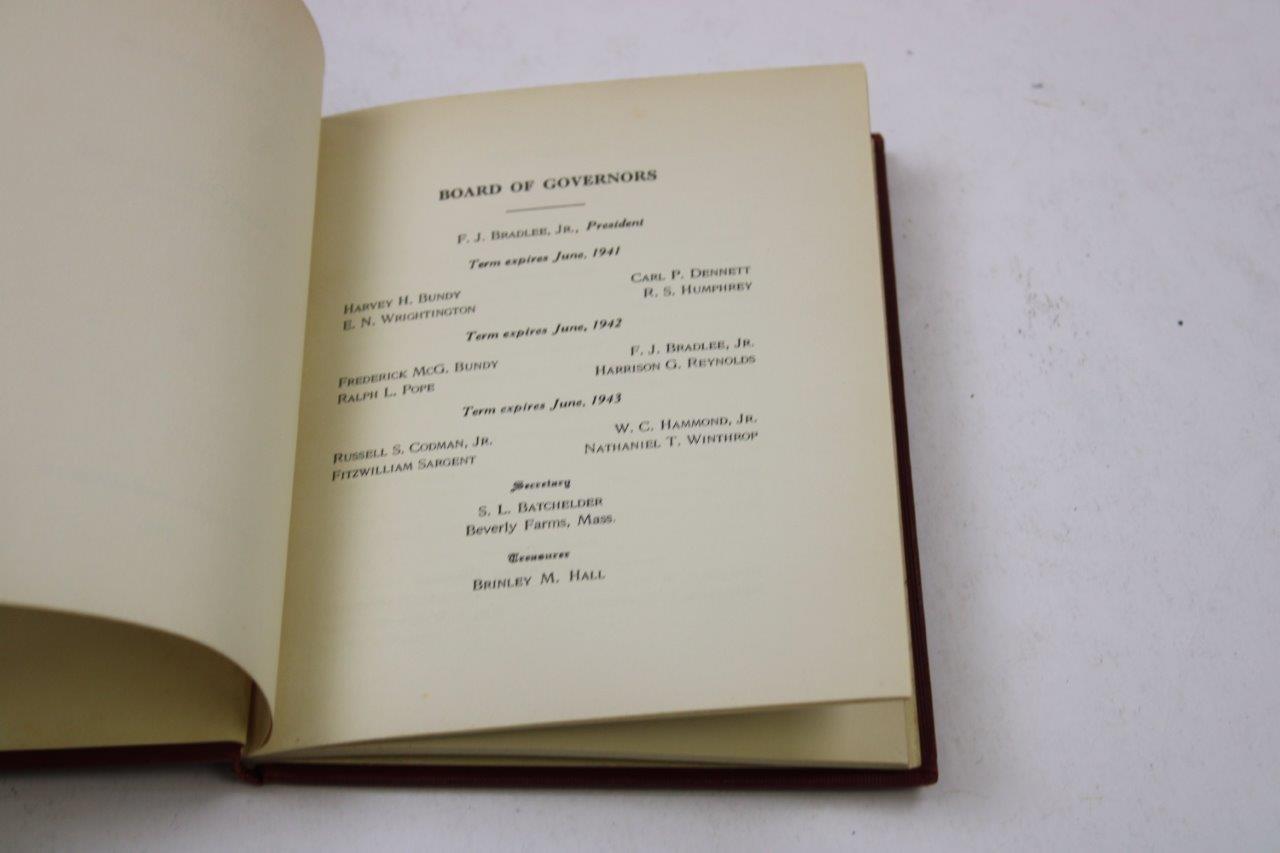 BOARD OF GOVERNORS
F. J. BRADLEE, JR., President
Term expires June, 1941
HARVEY H. BUNDY CARL P. DENNETT
E. N. WRIGHTINGTON R. S. HUMPHREY
Term expires June, 1942
FREDERICK MCG. BUNDY F. J. BRADLEE, JR.
RALPH L. POPE HARRISON G. REYNOLDS
Term expires June, 1943
RUSSELL S. CODMAN, JR. W. C. HAMMOND, JR.
FITZWILLIAM SARGENT NATHANIEL T. WINTHROP
Secretary
S. L. BATCHELDER
Beverly Farms, Mass.
Treasurer
BRINLEY M. HALL